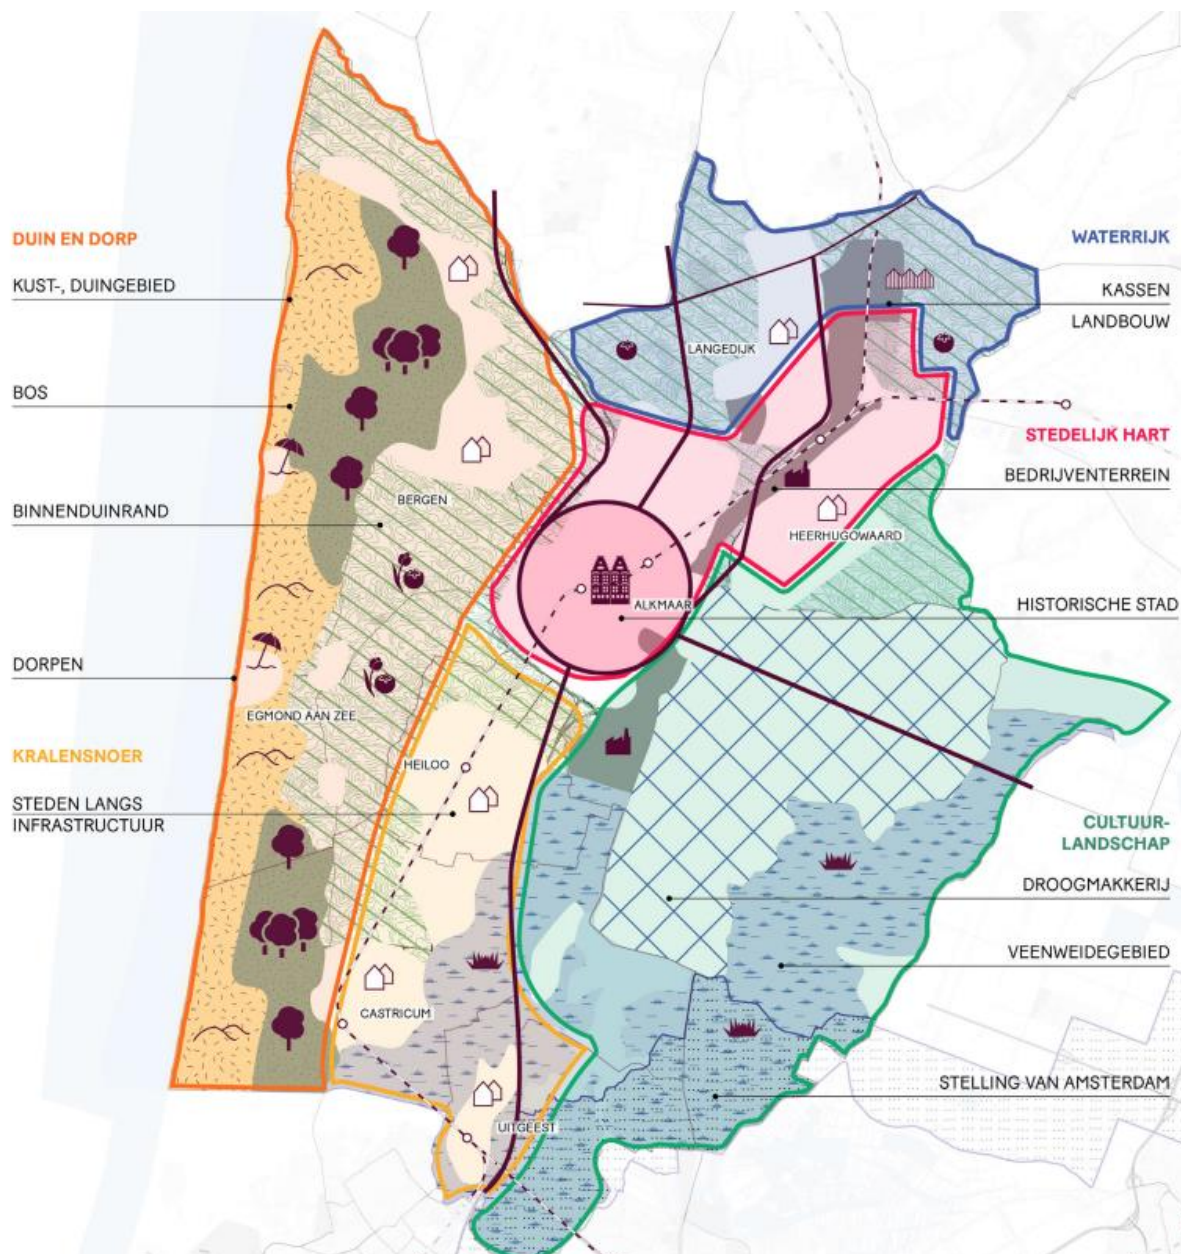 DUIN EN DORP
KUST-, DUINGEBIED
BOS
BINNENDUINRAND
DORPEN
KRALENSNOER
STEDEN LANGS
INFRASTRUCTUUR
BERGEN
EGMOND AAN ZEE
HEILOO
CASTRICUM
UITGEEST
LANGEDIJK
HEERHUGOWAARD
ALKMAAR
WATERRIJK
KASSEN
LANDBOUW
STEDELIJK HART
BEDRIJVENTERREIN
HISTORISCHE STAD
CULTUUR-
LANDSCHAP
DROOGMAKKERIJ
VEENWEIDEGEBIED
STELLING VAN AMSTERDAM